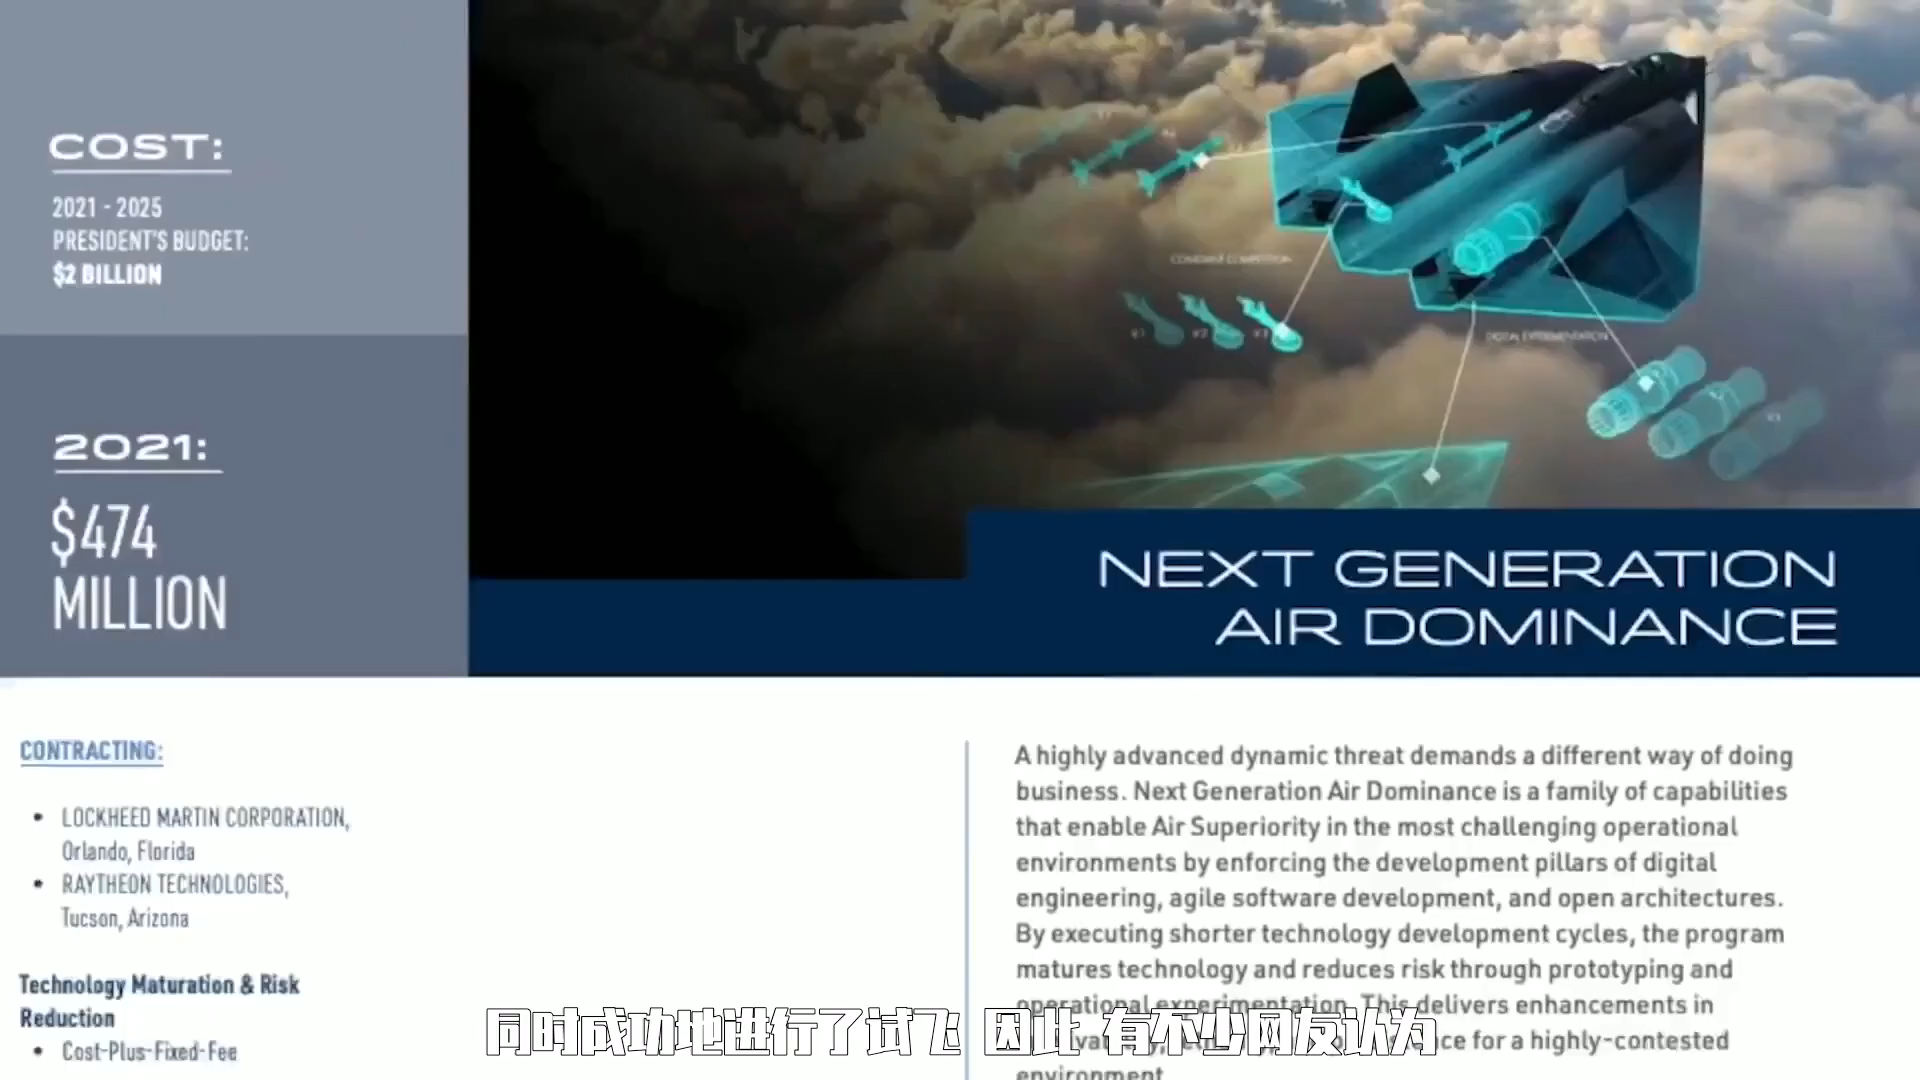 COST:
2021 - 2025
PRESIDENT'S BUDGET:
$2 BILLION
2021:
$474
MILLION
DIGITAL EXPERIMENTATION
NEXT GENERATION
AIR DOMINANCE
CONTRACTING:
• LOCKHEED MARTIN CORPORATION,
Orlando, Florida
• RAYTHEON TECHNOLOGIES,
Tucson, Arizona
Technology Maturation & Risk
Reduction
• Cost-Plus-Fixed-Fee
A highly advanced dynamic threat demands a different way of doing
business. Next Generation Air Dominance is a family of capabilities
that enable Air Superiority in the most challenging operational
environments by enforcing the development pillars of digital
engineering, agile software development, and open architectures.
By executing shorter technology development cycles, the program
matures technology and reduces risk through prototyping and
operational experimentation. This delivers enhancements in
for a highly-contested
environment
同时成功地进行了试飞 因此 有不少网友认为